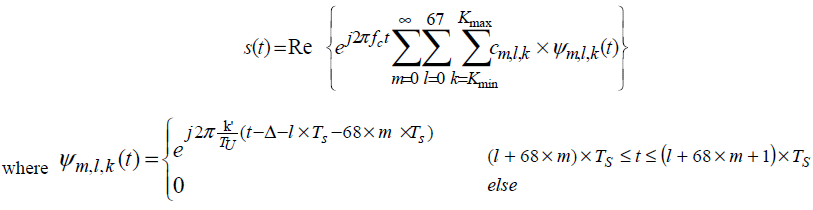 s(t) = Re { e^{j2πf_c t} ∑_{m=0}^{∞} ∑_{l=0}^{67} ∑_{k=K_min}^{K_max} c_{m,l,k} × ψ_{m,l,k}(t) }
where ψ_{m,l,k}(t) = { e^{j2π \frac{k'}{T_U}(t−Δ−l×T_s−68×m ×T_s)} (l + 68×m)×T_S ≤ t ≤ (l + 68×m + 1)×T_S
0 else